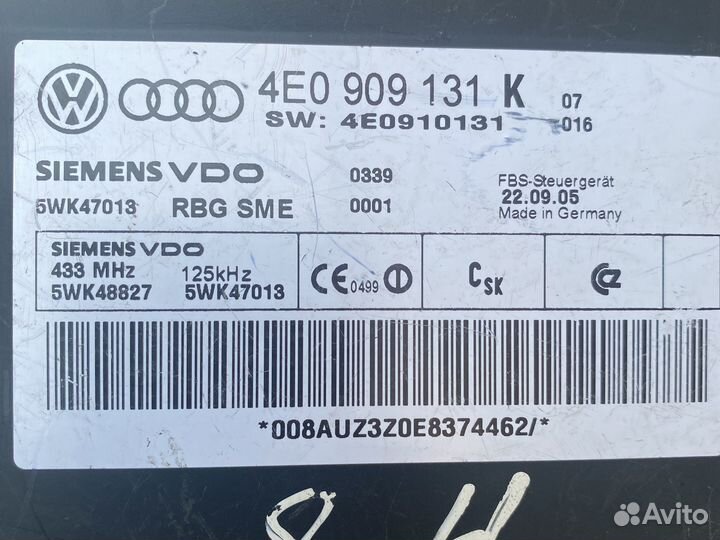 4E0 909 131 K 07
SW: 4E0910131 -016
SIEMENS VDO 0339 FBS-Steuergerät
5WK47013 RBG SME 0001 22.09.05
Made in Germany
SIEMENS VDO
433 MHz 125kHz CE 0499 CSK
5WK48827 5WK47013
*008AUZ3Z0E8374462/*
Avito